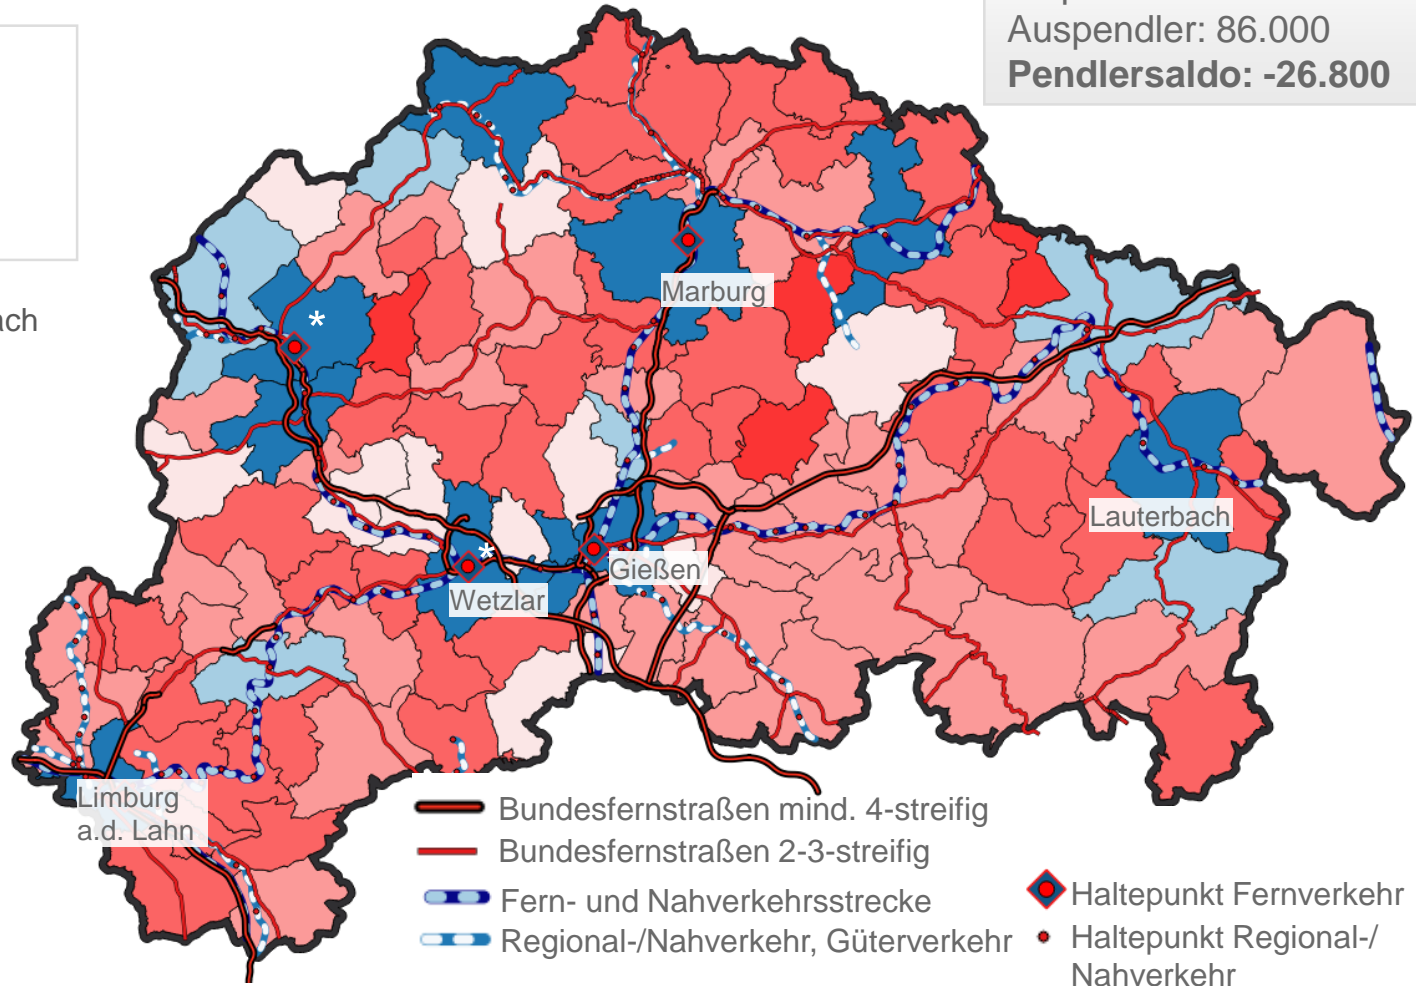 Auspendler: 86.000
Pendlersaldo: -26.800
*
Marburg
Lauterbach
*
Gießen
Wetzlar
Limburg
a.d. Lahn
Bundesfernstraßen mind. 4-streifig
Bundesfernstraßen 2-3-streifig
Fern- und Nahverkehrsstrecke
Regional-/Nahverkehr, Güterverkehr
Haltepunkt Fernverkehr
Haltepunkt Regional-/
Nahverkehr